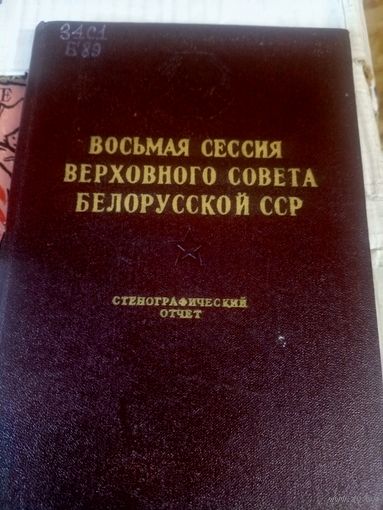 34С1
Б89
ВОСЬМАЯ СЕССИЯ
ВЕРХОВНОГО СОВЕТА
БЕЛОРУССКОЙ ССР
СТЕНОГРАФИЧЕСКИЙ
ОТЧЕТ